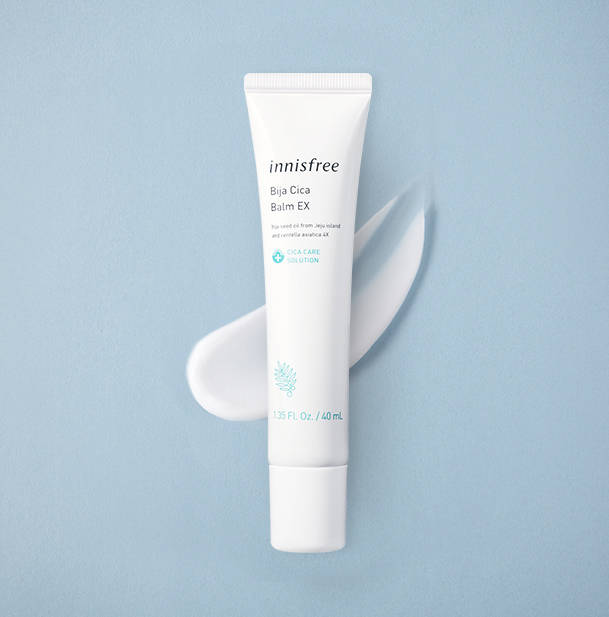 innisfree
Bija Cica
Balm EX
bija seed oil from Jeju island
and centella asiatica 4X
CICA CARE
SOLUTION
1.35 Fl. Oz. / 40 mL